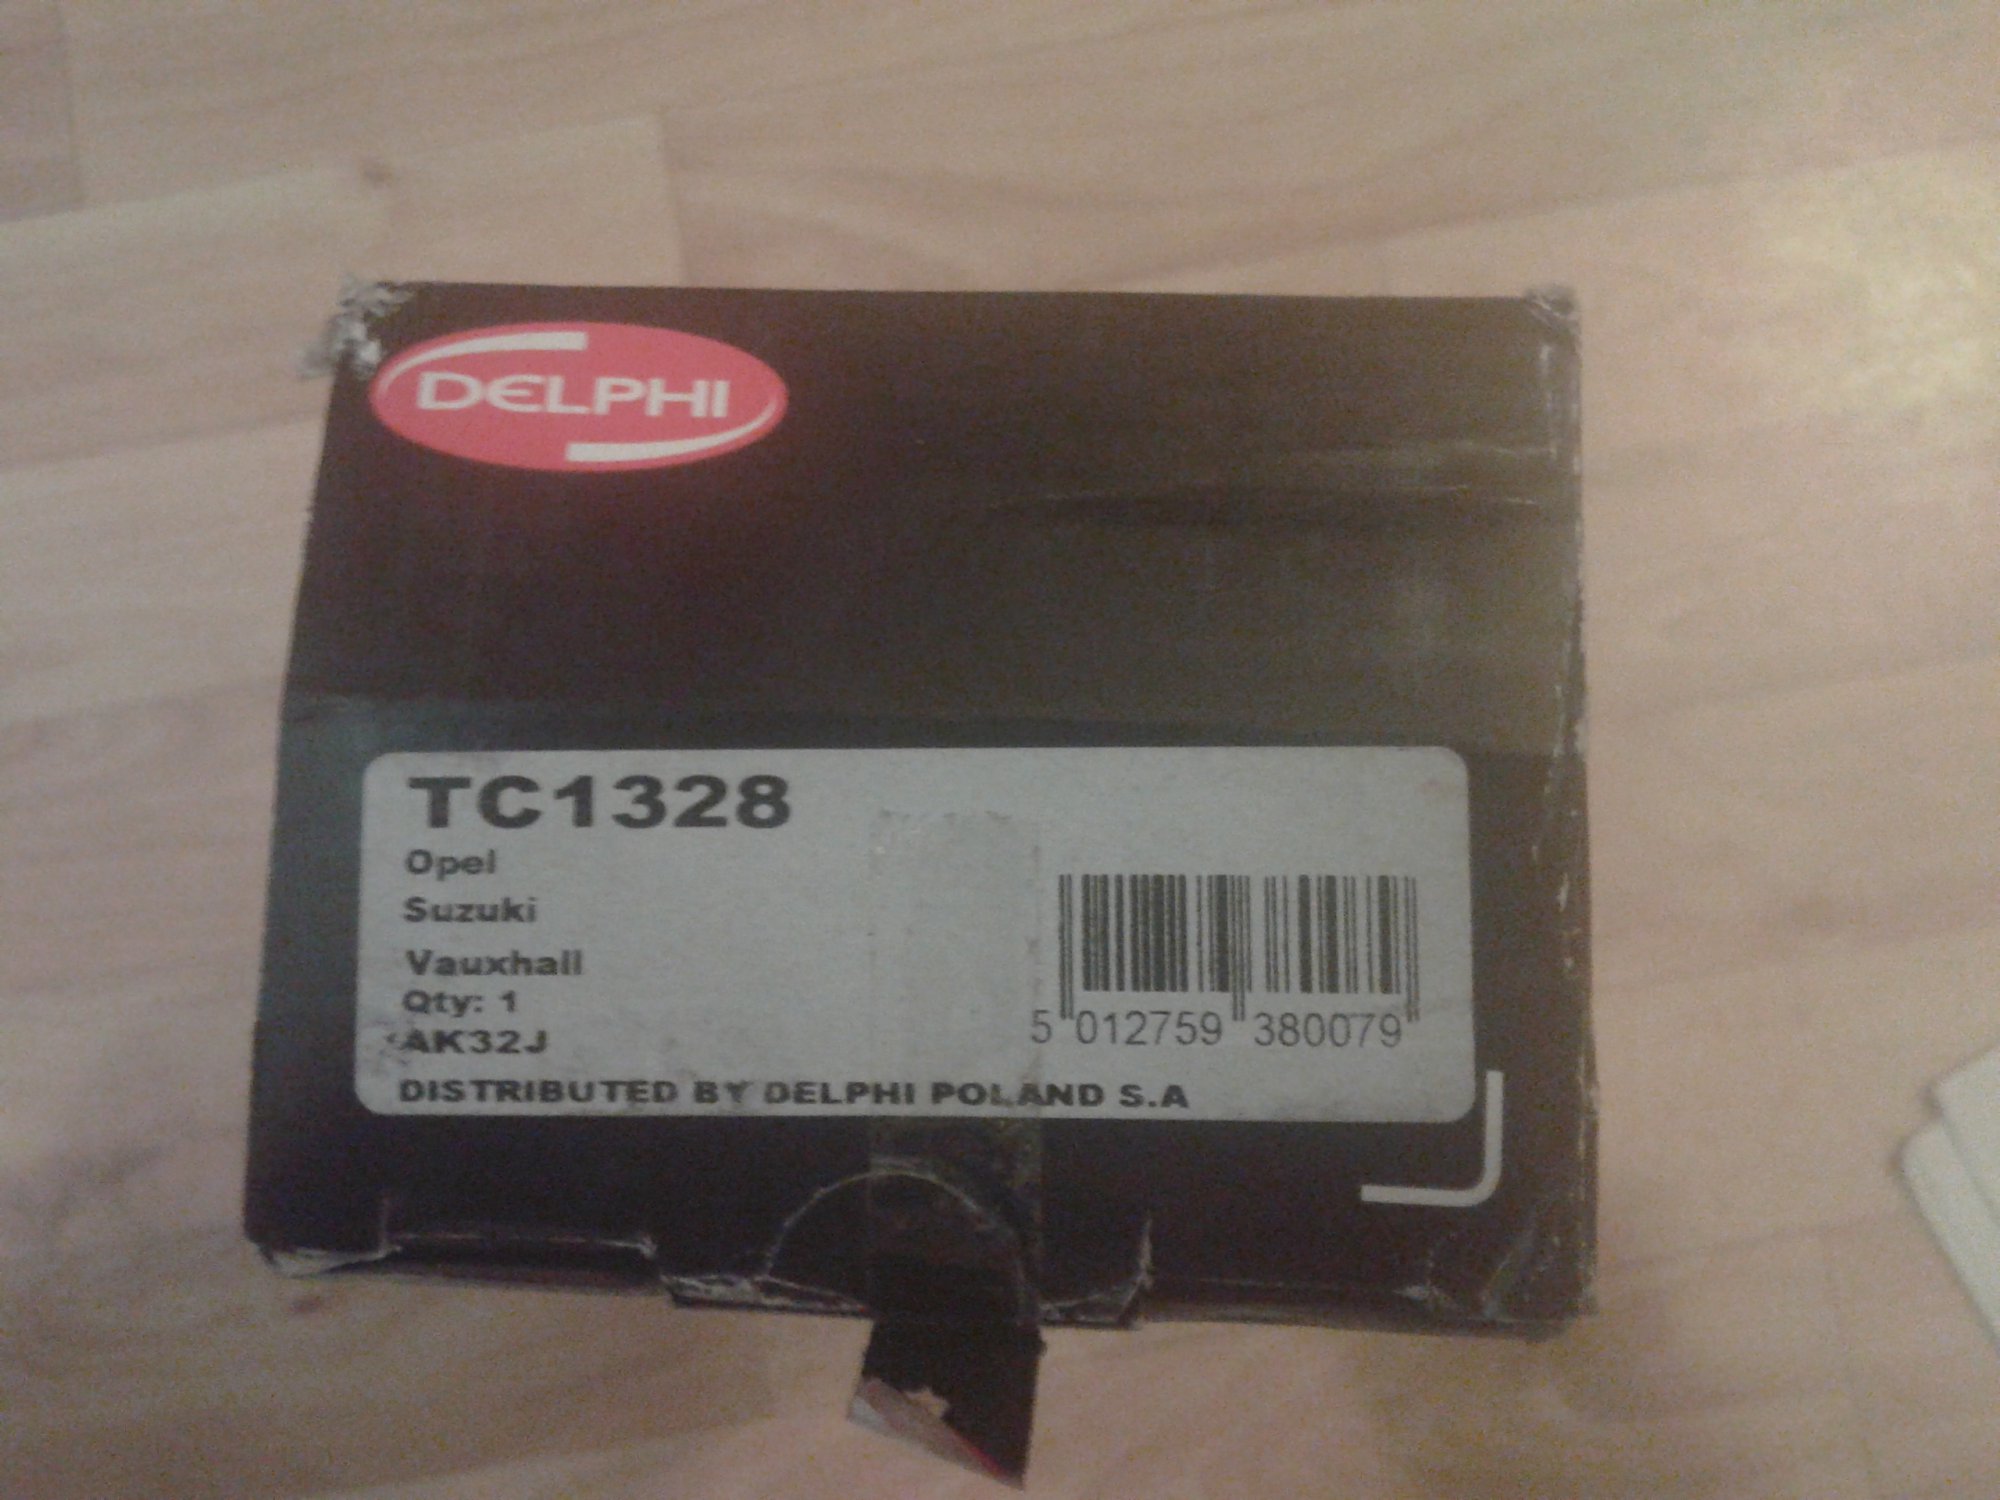 DELPHI
TC1328
Opel
Suzuki
Vauxhall
Qty: 1
AK32J
5 012759 380079
DISTRIBUTED BY DELPHI POLAND S.A